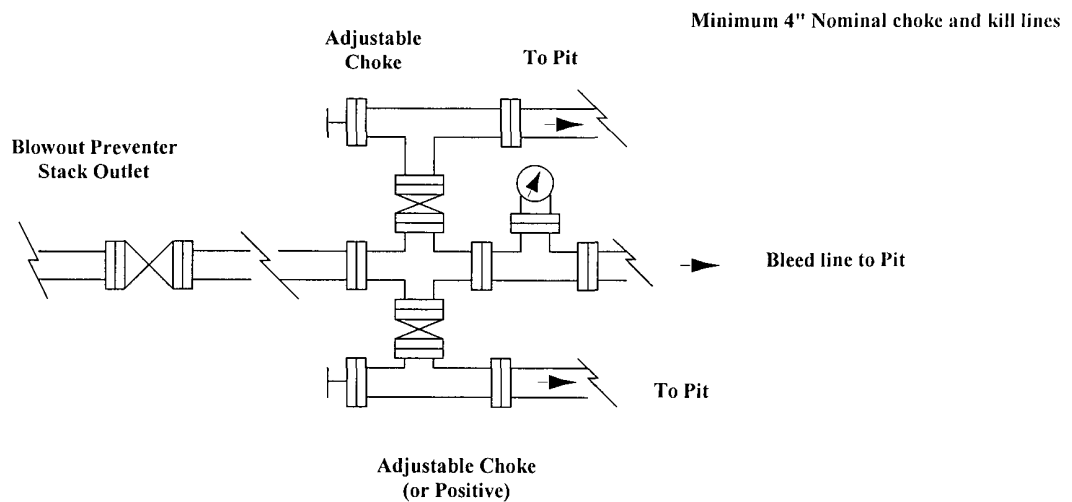 Minimum 4" Nominal choke and kill lines
Adjustable
Choke
To Pit
Blowout Preventer
Stack Outlet
Bleed line to Pit
To Pit
Adjustable Choke
(or Positive)